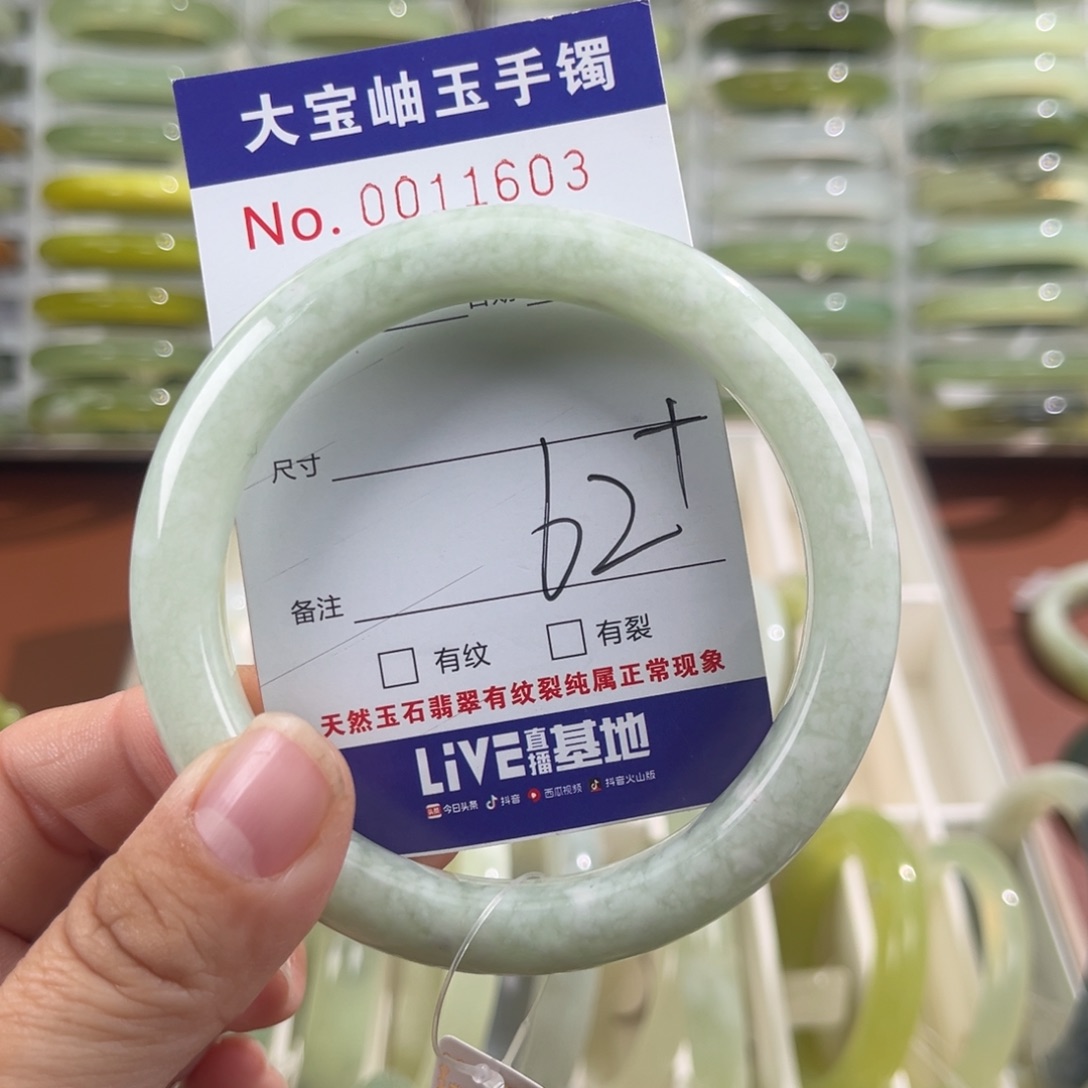 大宝岫玉手镯
No. 0011603
尺寸
62+
备注
有纹 有裂
天然玉石翡翠有纹裂纯属正常现象
LiVE直播基地
头条 今日头条 抖音 西瓜视频 抖音火山版